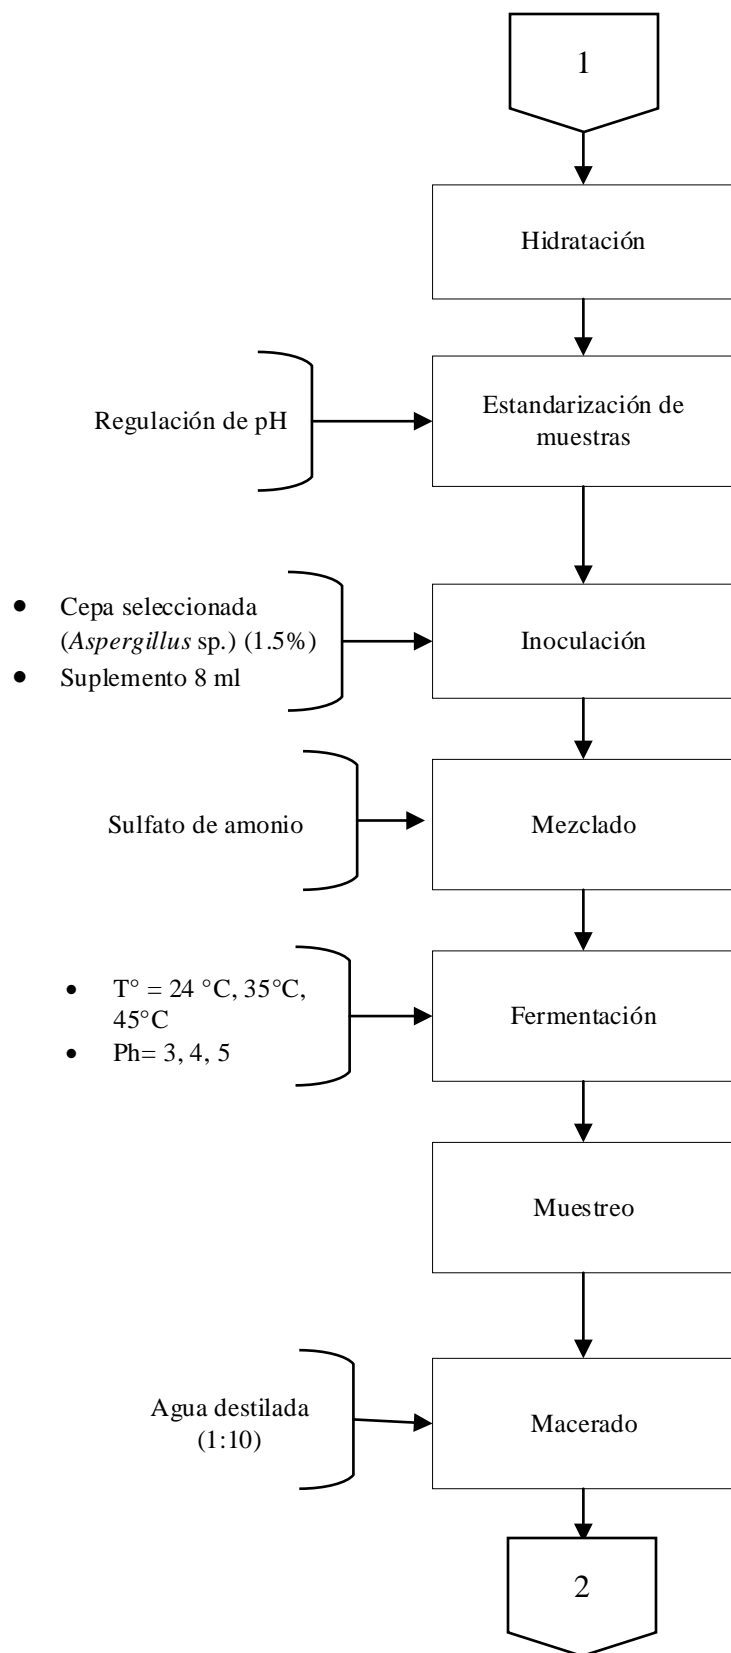 1
Hidratación
Regulación de pH
Estandarización de
muestras
• Cepa seleccionada
(Aspergillus sp.) (1.5%)
• Suplemento 8 ml
Inoculación
Sulfato de amonio
Mezclado
• T° = 24 °C, 35°C,
45°C
• Ph= 3, 4, 5
Fermentación
Muestreo
Agua destilada
(1:10)
Macerado
2